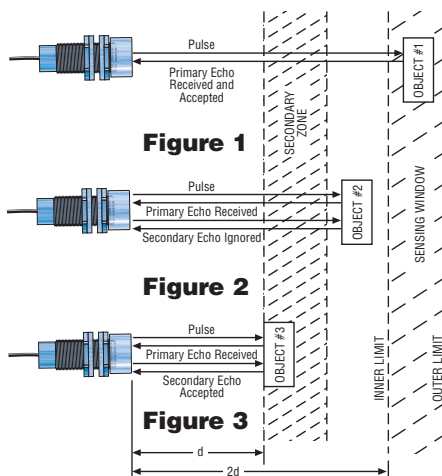 Pulse
Primary Echo
Received and
Accepted
OBJECT #1
Figure 1
SECONDARY
ZONE
SENSING WINDOW
Pulse
Primary Echo Received
Secondary Echo Ignored
OBJECT #2
Figure 2
Pulse
Primary Echo Received
Secondary Echo
Accepted
OBJECT #3
INNER LIMIT
OUTER LIMIT
Figure 3
d
2d